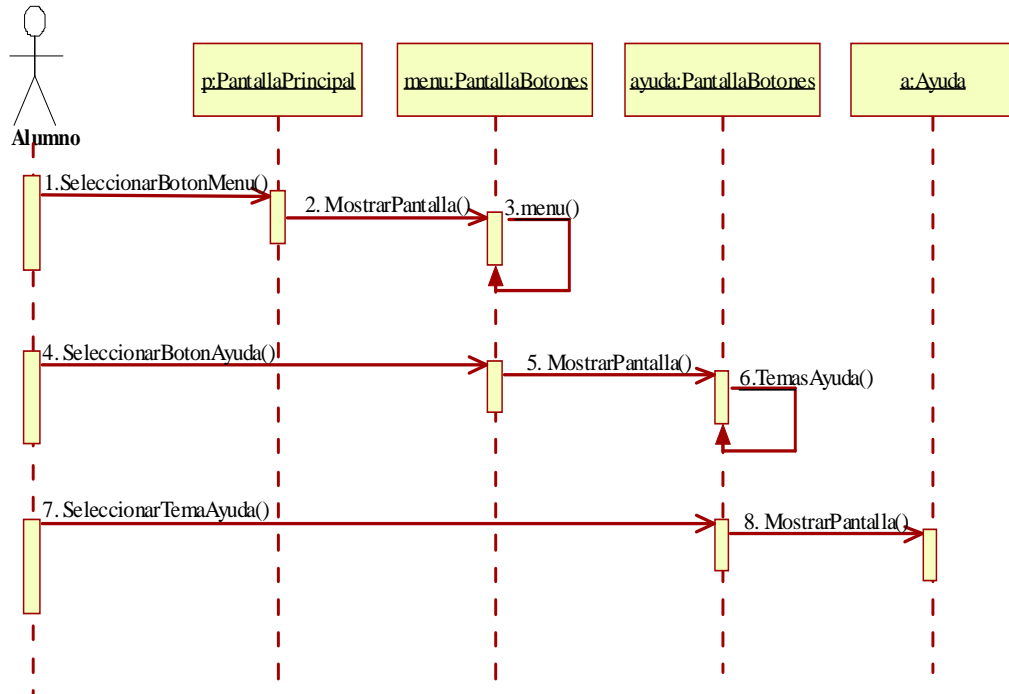 p:PantallaPrincipal
menu:PantallaBotones
ayuda:PantallaBotones
a:Ayuda
Alumno
1.SeleccionarBotonMenu()
2. MostrarPantalla()
3.menu()
4. SeleccionarBotonAyuda()
5. MostrarPantalla()
6.TemasAyuda()
7. SeleccionarTemaAyuda()
8. MostrarPantalla()